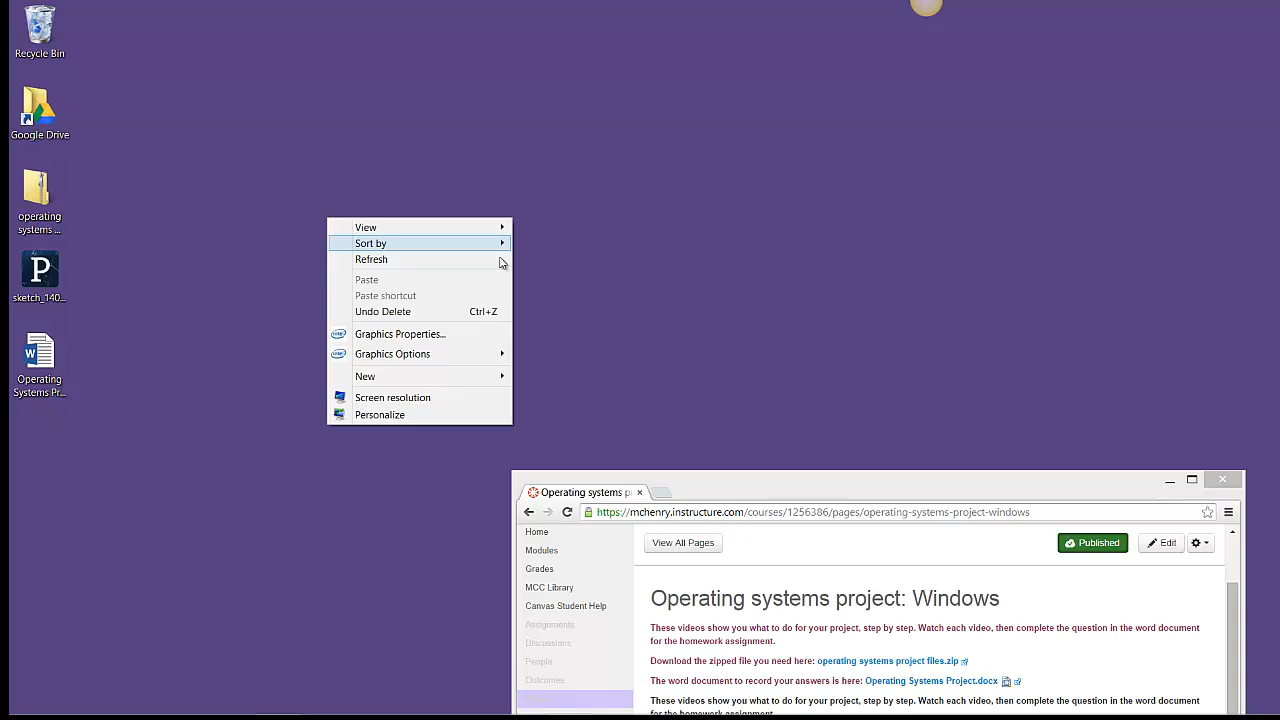 Recycle Bin
Google Drive
operating
systems ...
P
sketch_140...
W
Operating
Systems Pr...
View
Sort by
Refresh
Paste
Paste shortcut
Undo Delete Ctrl+Z
intel Graphics Properties...
intel Graphics Options
New
Screen resolution
Personalize
Operating systems p
https://mchenry.instructure.com/courses/1256386/pages/operating-systems-project-windows
Home
Modules
Grades
MCC Library
Canvas Student Help
Assignments
Discussions
People
Outcomes
View All Pages
Published
Edit
Operating systems project: Windows
These videos show you what to do for your project, step by step. Watch each video, then complete the question in the word document
for the homework assignment.
Download the zipped file you need here: operating systems project files.zip
The word document to record your answers is here: Operating Systems Project.docx
These videos show you what to do for your project, step by step. Watch each video, then complete the question in the word document
for the homework assignment.